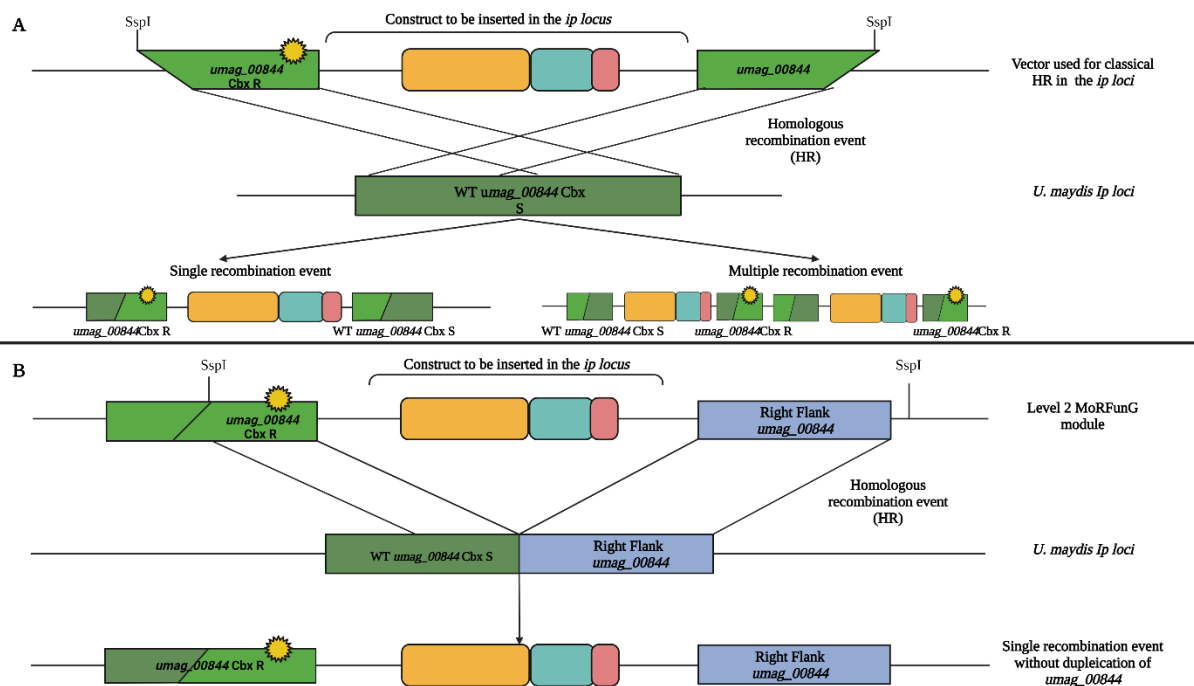 A
SspI
Construct to be inserted in the ip locus
SspI
umag_00844
Cbx R
umag_00844
Vector used for classical
HR in the ip loci
Homologous
recombination event
(HR)
WT umag_00844 Cbx
S
U. maydis Ip loci
Single recombination event
Multiple recombination event
umag_00844Cbx R
WT umag_00844 Cbx S
WT umag_00844 Cbx S
umag_00844Cbx R
umag_00844Cbx R
B
SspI
Construct to be inserted in the ip locus
SspI
umag_00844
Cbx R
Right Flank
umag_00844
Level 2 MoRFunG
module
Homologous
recombination event
(HR)
WT umag_00844 Cbx S
Right Flank
umag_00844
U. maydis Ip loci
umag_00844 Cbx R
Right Flank
umag_00844
Single recombination event
without dupleication of
umag_00844